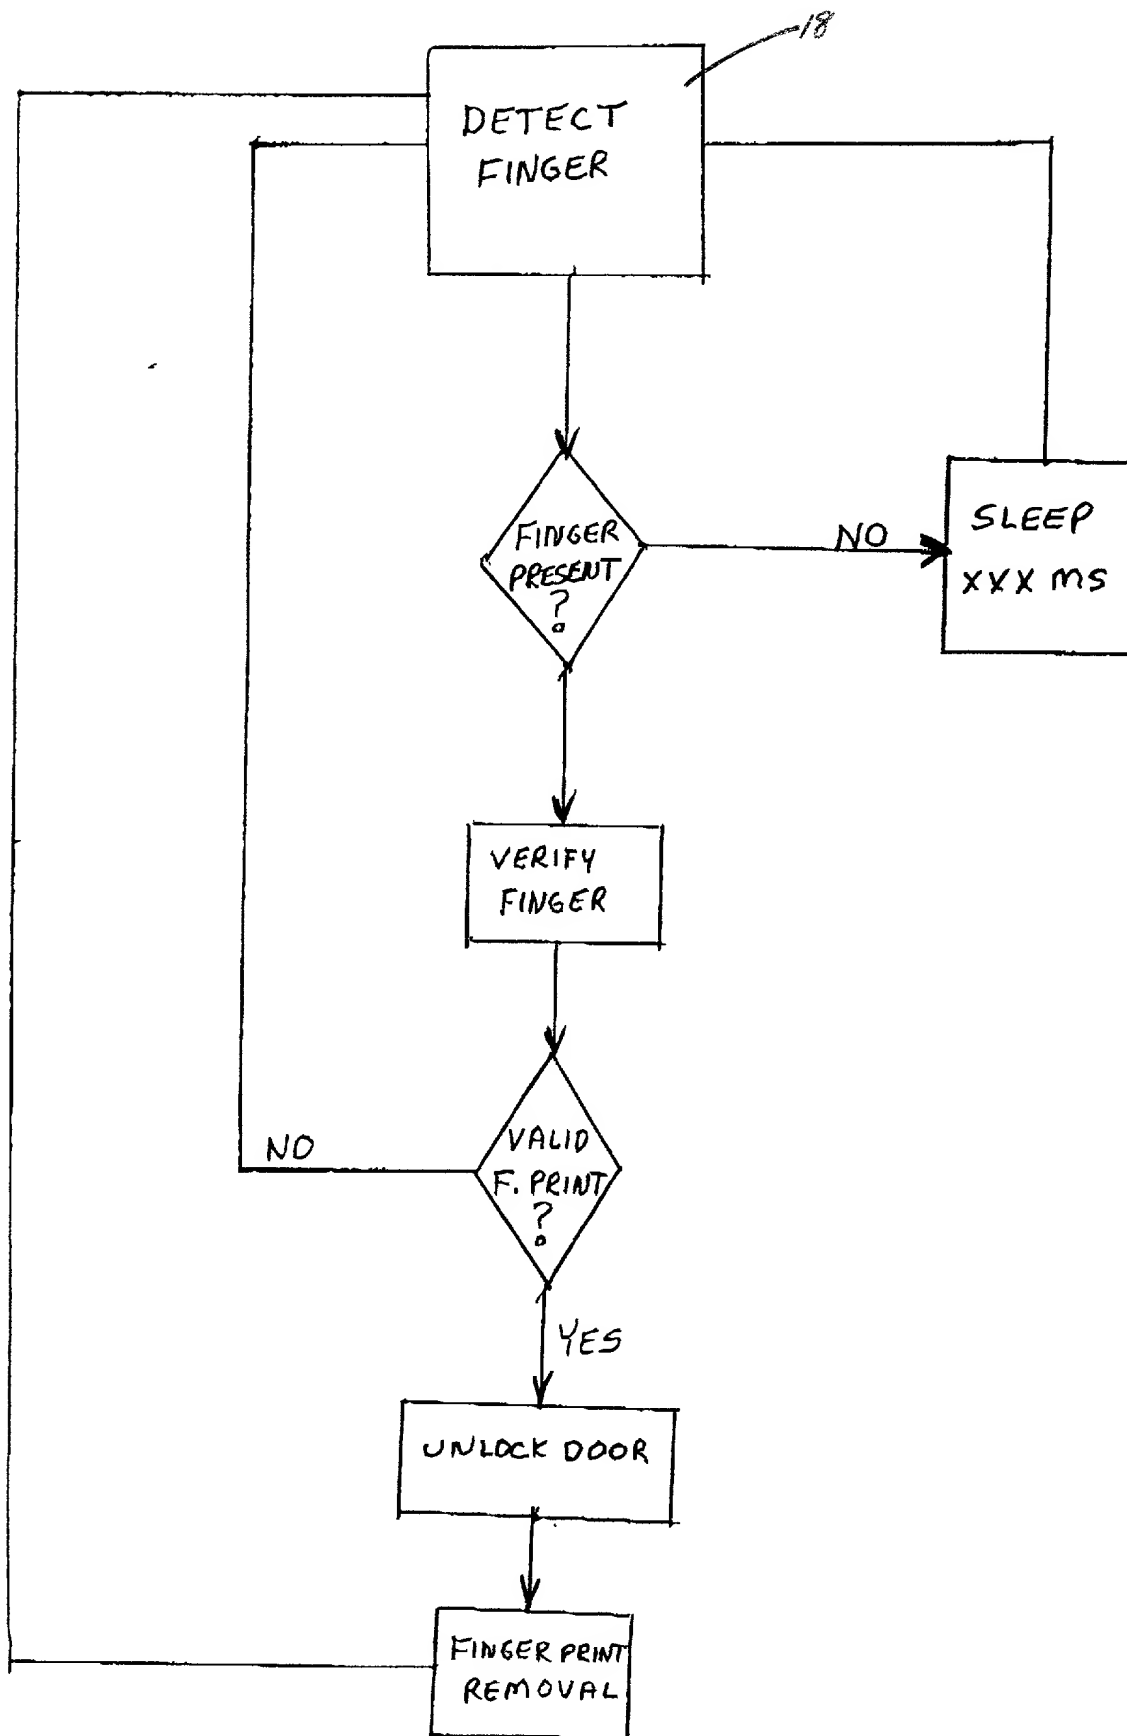 18
DETECT
FINGER
FINGER
PRESENT
?
NO
SLEEP
xxx ms
VERIFY
FINGER
VALID
F. PRINT
?
NO
YES
UNLOCK DOOR
FINGER PRINT
REMOVAL